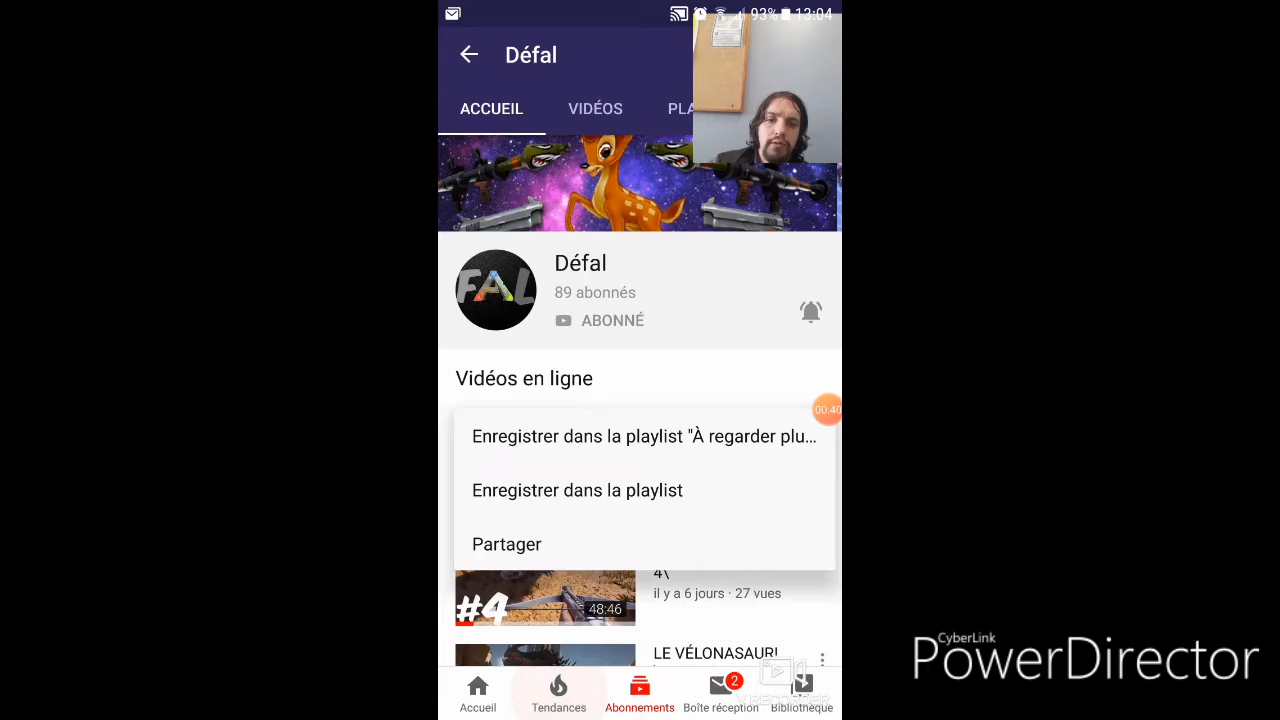 93% 13:04
Défal
ACCUEIL VIDÉOS PLA
FAL
Défal
89 abonnés
ABONNÉ
Vidéos en ligne
00:40
Enregistrer dans la playlist "À regarder plu...
Enregistrer dans la playlist
Partager
4\
il y a 6 jours · 27 vues
#4
48:46
LE VÉLONASAUR!
2
Accueil Tendances Abonnements Boîte réception Bibliothèque
V RECORDER
CyberLink
PowerDirector